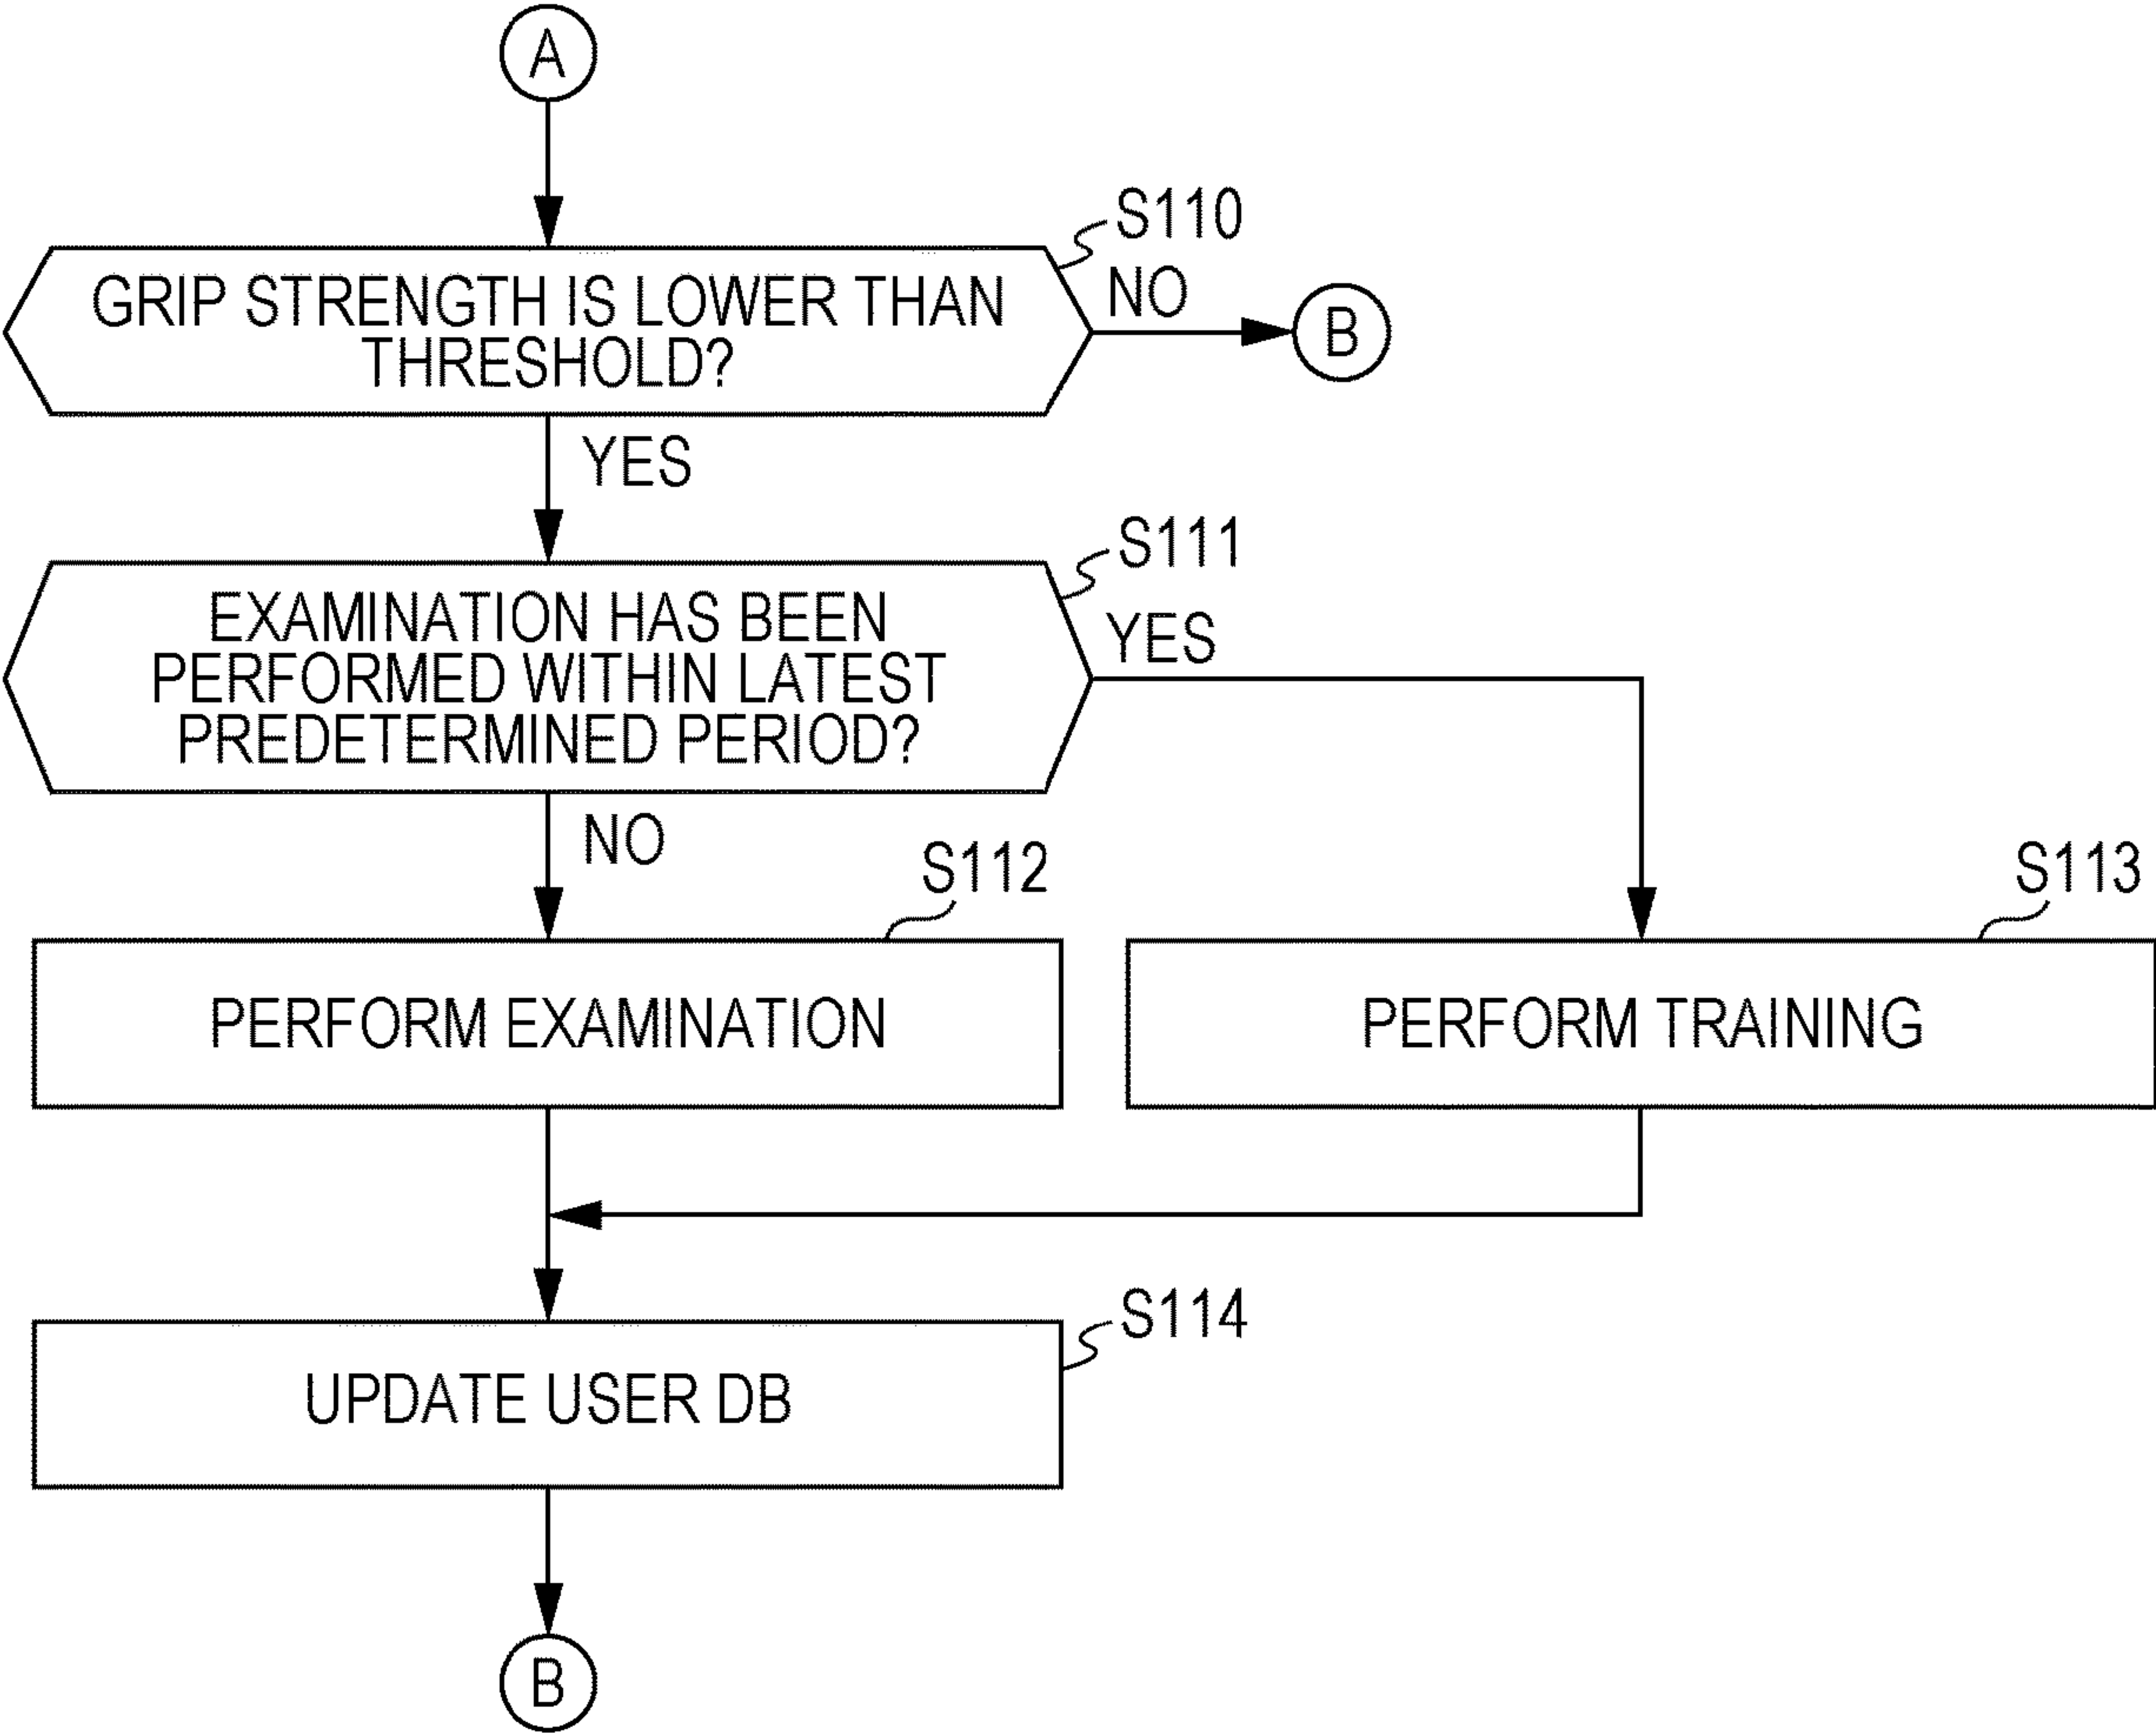 A
S110
GRIP STRENGTH IS LOWER THAN
THRESHOLD?
NO
B
YES
S111
EXAMINATION HAS BEEN
PERFORMED WITHIN LATEST
PREDETERMINED PERIOD?
YES
NO
S112
S113
PERFORM EXAMINATION
PERFORM TRAINING
S114
UPDATE USER DB
B